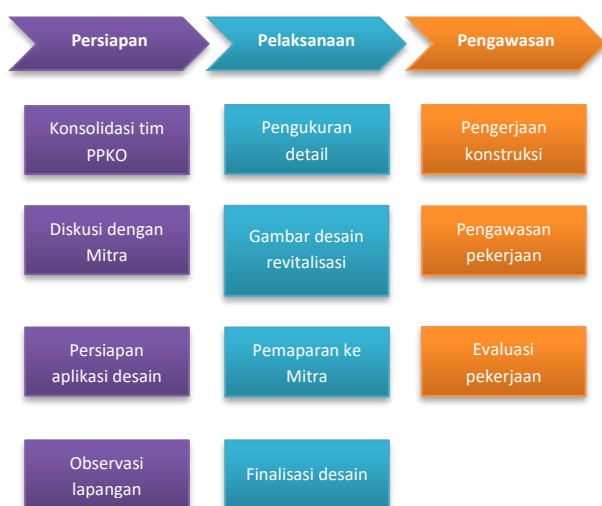 Persiapan
Pelaksanaan
Pengawasan
Konsolidasi tim
PPKO
Pengukuran
detail
Pengerjaan
konstruksi
Diskusi dengan
Mitra
Gambar desain
revitalisasi
Pengawasan
pekerjaan
Persiapan
aplikasi desain
Pemaparan ke
Mitra
Evaluasi
pekerjaan
Observasi
lapangan
Finalisasi desain